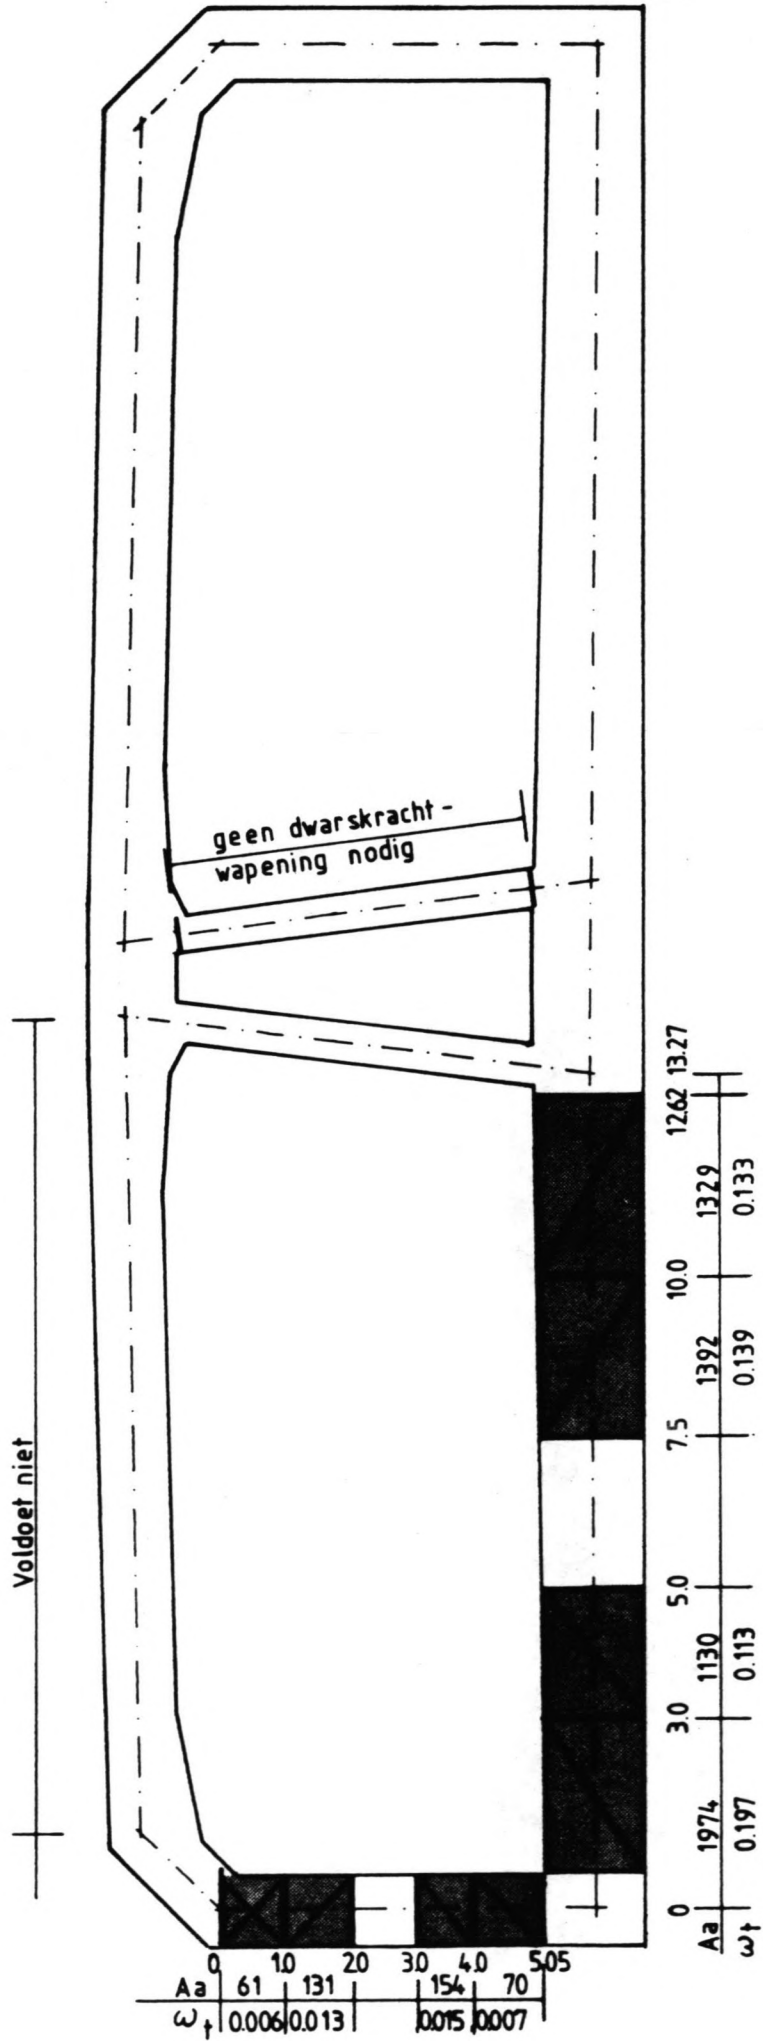 Voldoet niet
geen dwarskracht-
wapening nodig
0 3.0 5.0 7.5 10.0 12.62 13.27
Aa 1974 1130 1392 1329
ωt 0.197 0.113 0.139 0.133
0 1.0 2.0 3.0 4.0 5.05
Aa 61 131 154 70
ωt 0.006 0.013 0.015 0.007